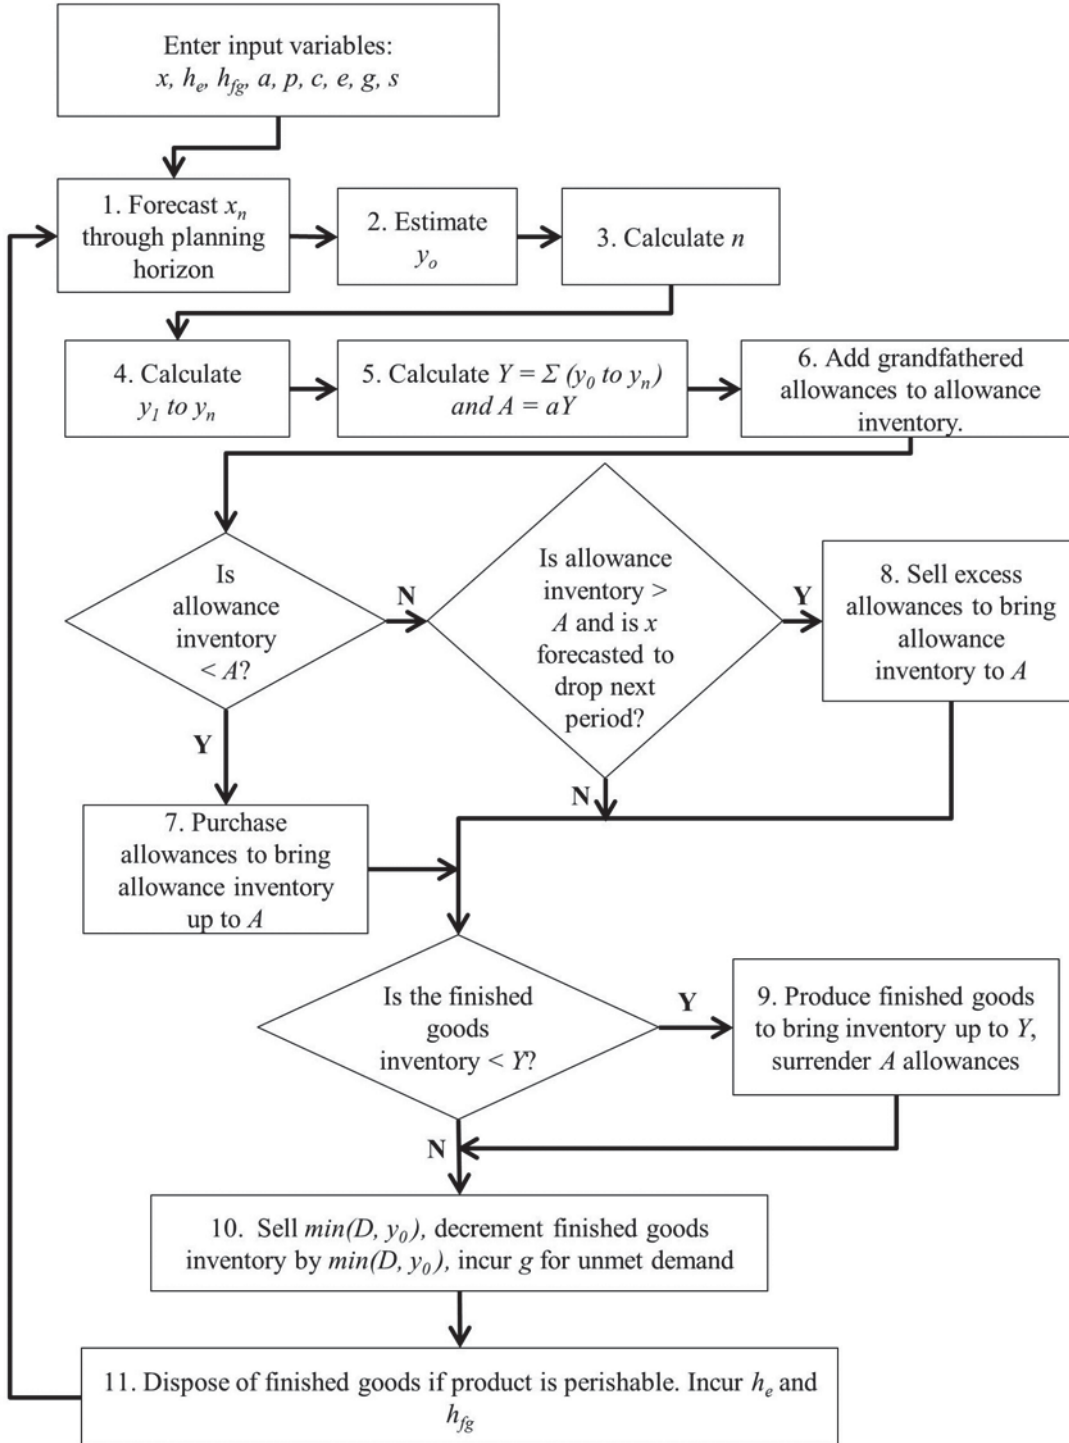 Enter input variables:
x, hₑ, h_fg, a, p, c, e, g, s
1. Forecast xₙ
through planning
horizon
2. Estimate
yₒ
3. Calculate n
4. Calculate
y₁ to yₙ
5. Calculate Y = Σ (y₀ to yₙ)
and A = aY
6. Add grandfathered
allowances to allowance
inventory.
Is
allowance
inventory
< A?
N
Is allowance
inventory >
A and is x
forecasted to
drop next
period?
Y
8. Sell excess
allowances to bring
allowance
inventory to A
Y
N
7. Purchase
allowances to bring
allowance inventory
up to A
Is the finished
goods
inventory < Y?
Y
9. Produce finished goods
to bring inventory up to Y,
surrender A allowances
N
10. Sell min(D, y₀), decrement finished goods
inventory by min(D, y₀), incur g for unmet demand
11. Dispose of finished goods if product is perishable. Incur hₑ and
h_fg